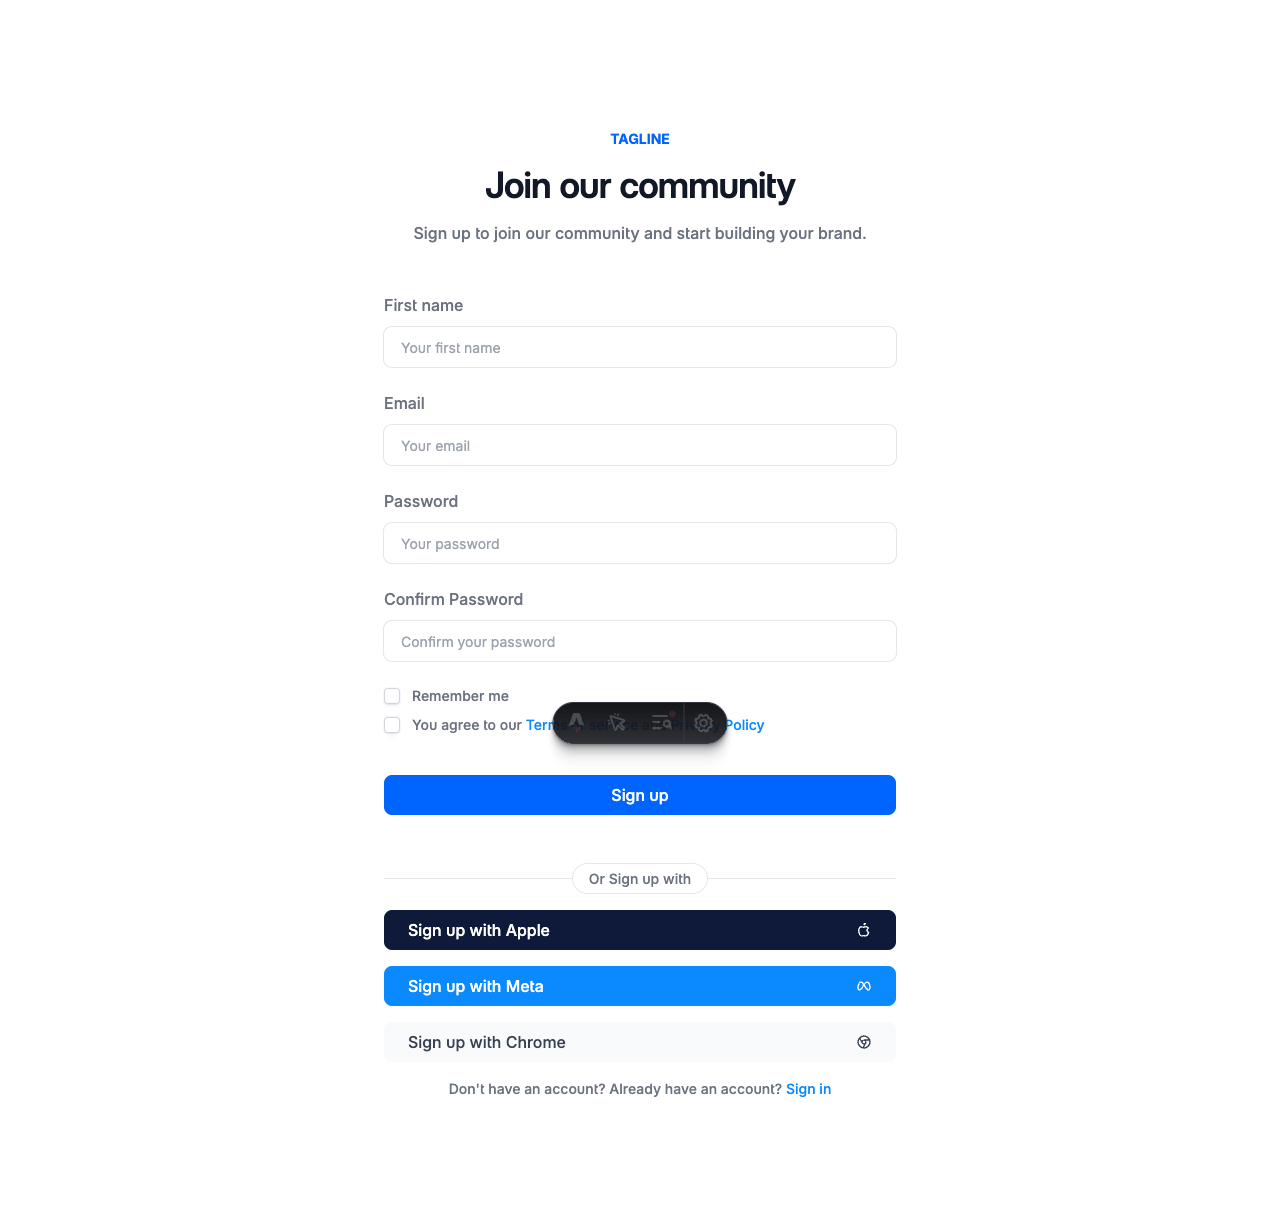 TAGLINE
Join our community
Sign up to join our community and start building your brand.
First name
Your first name
Email
Your email
Password
Your password
Confirm Password
Confirm your password
Remember me
You agree to our Terms Policy
Sign up
Or Sign up with
Sign up with Apple
Sign up with Meta
Sign up with Chrome
Don't have an account? Already have an account? Sign in